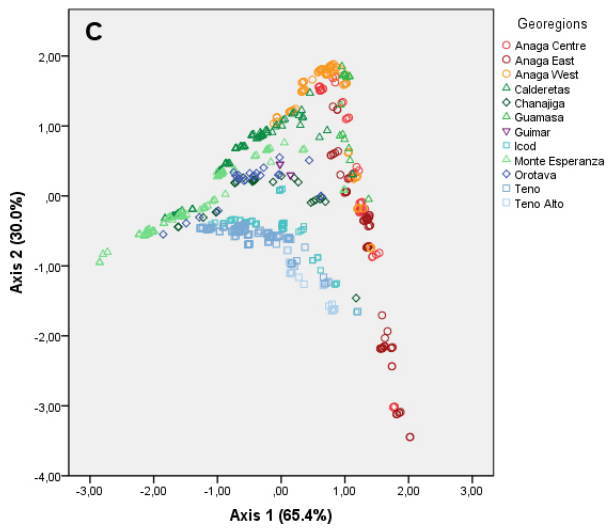 C
Georegions
Anaga Centre
Anaga East
Anaga West
Calderetas
Chanajiga
Guamasa
Guimar
Icod
Monte Esperanza
Orotava
Teno
Teno Alto
Axis 2 (30.0%)
2,00
1,00
,00
-1,00
-2,00
-3,00
-4,00
-3,00 -2,00 -1,00 ,00 1,00 2,00 3,00
Axis 1 (65.4%)